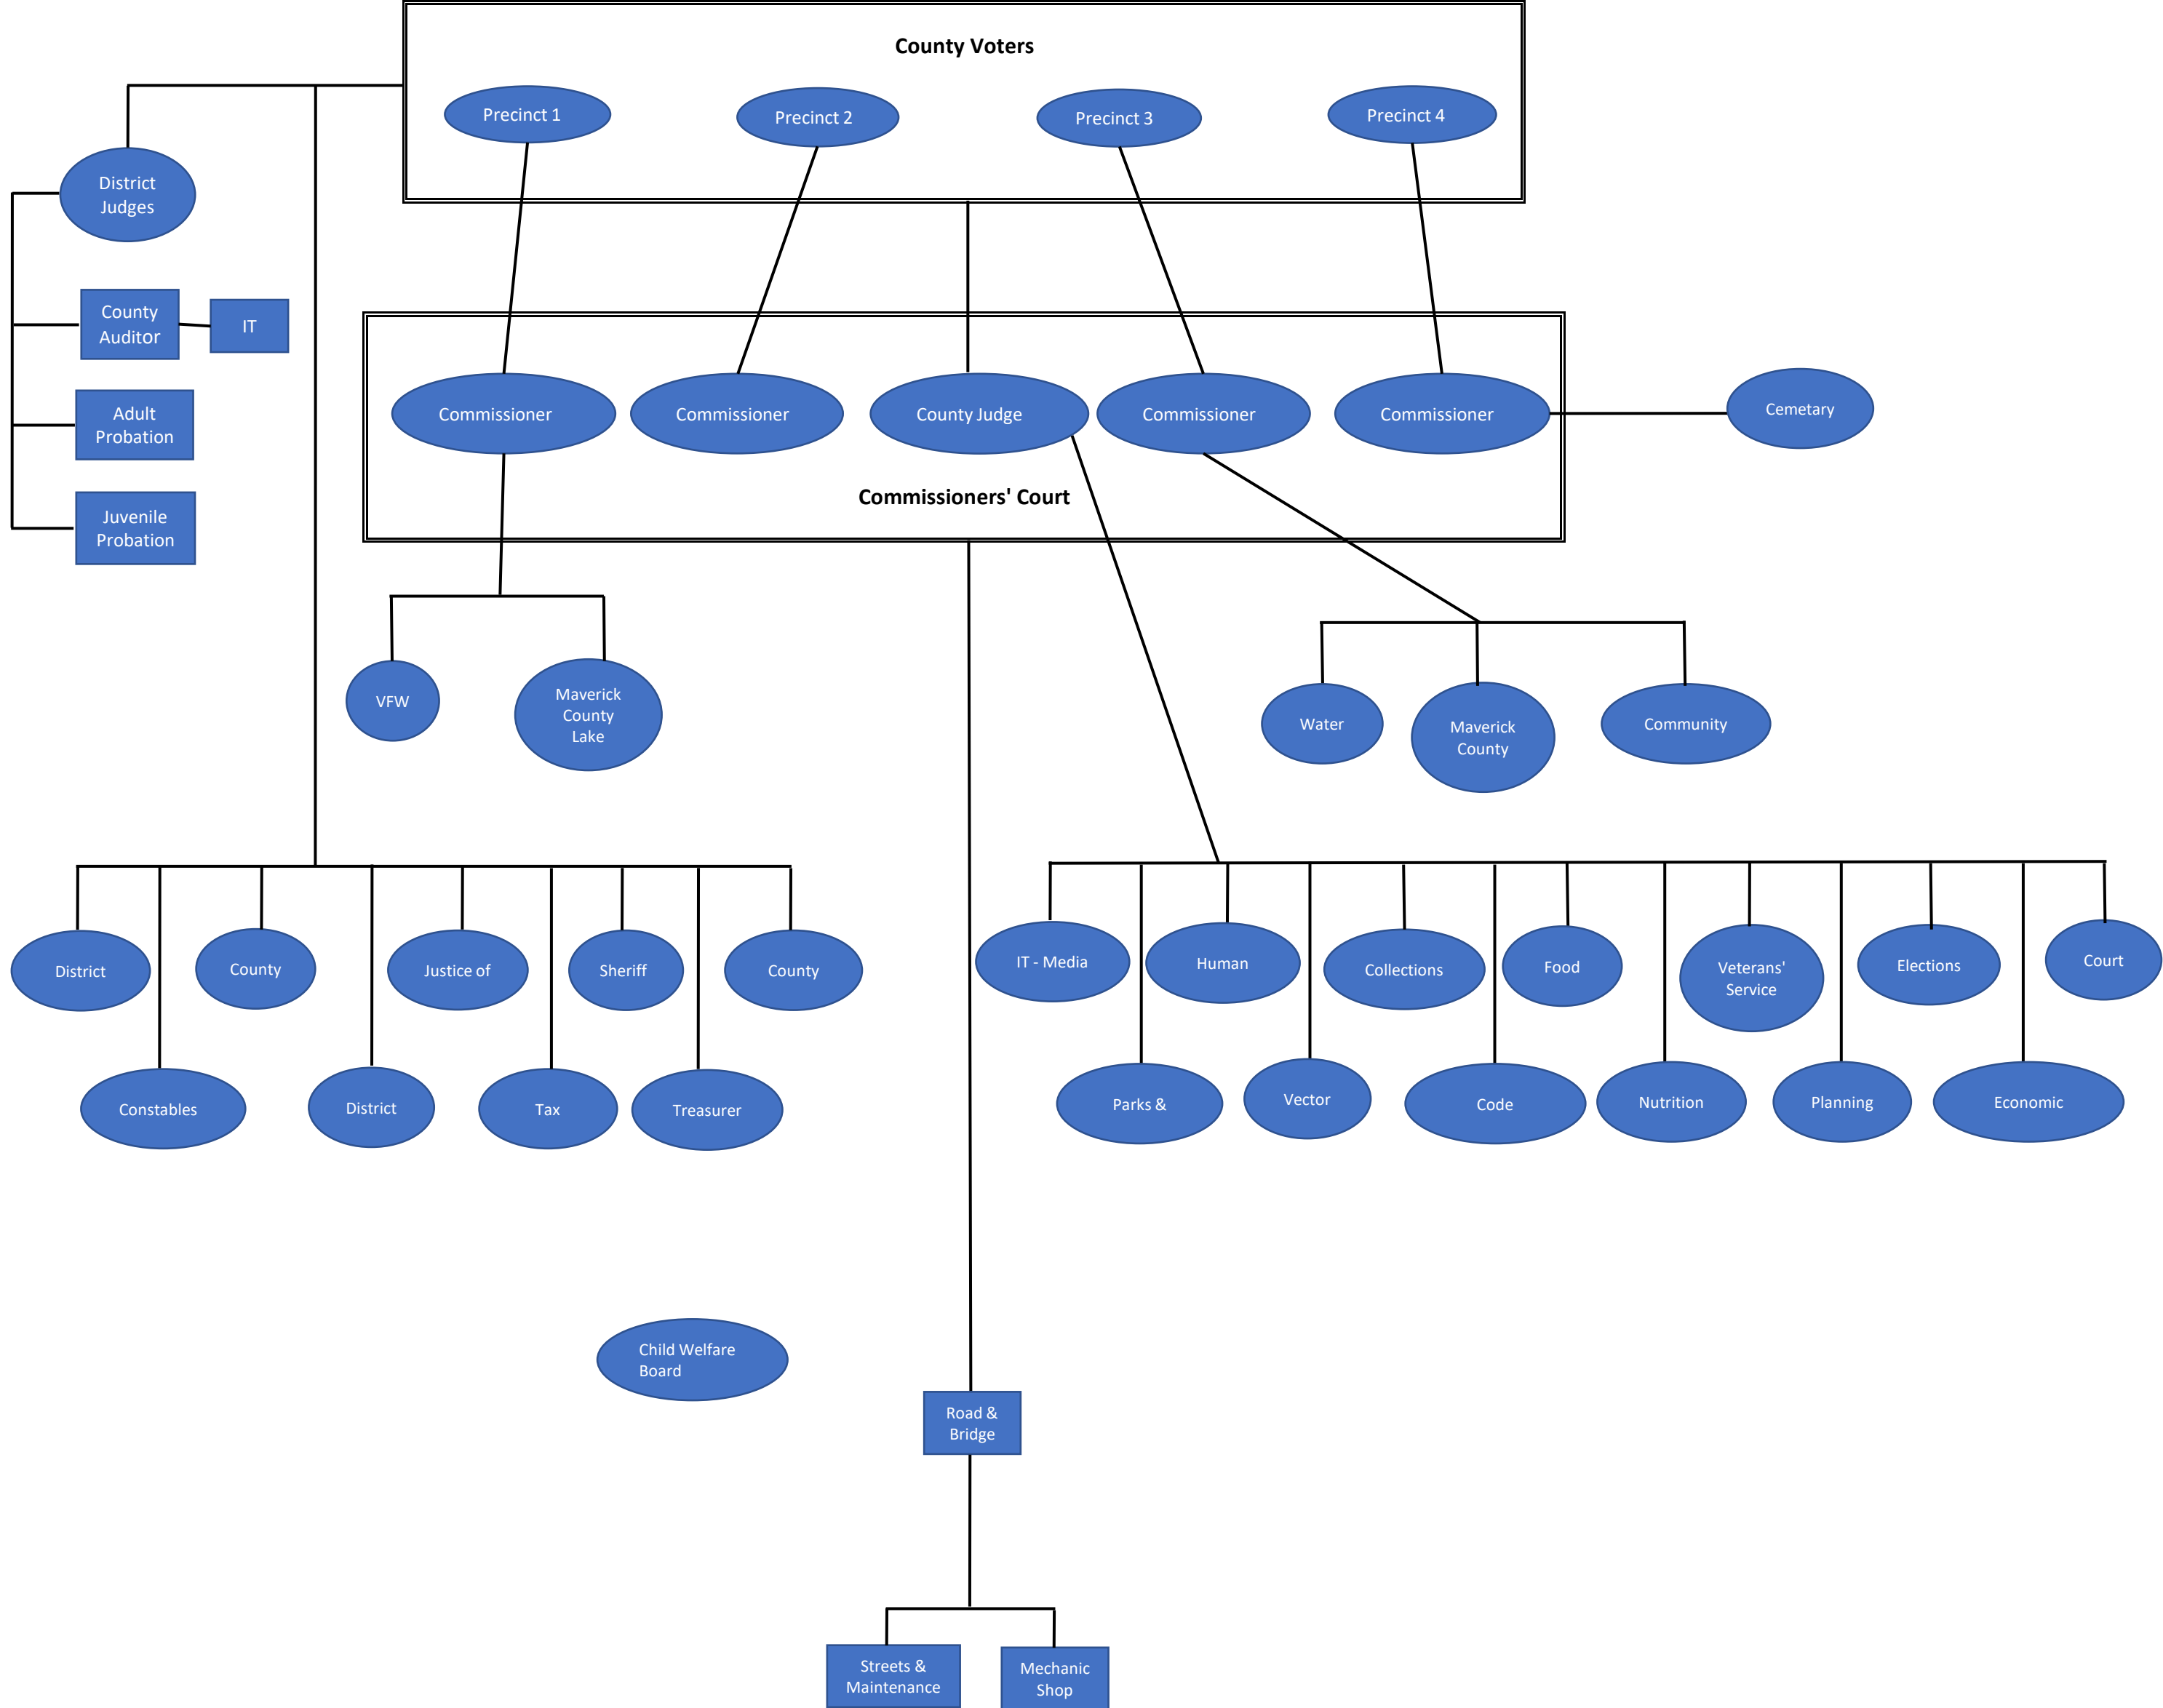 County Voters
Precinct 1
Precinct 2
Precinct 3
Precinct 4
District
Judges
County
Auditor
IT
Adult
Probation
Juvenile
Probation
Commissioner
Commissioner
County Judge
Commissioner
Commissioner
Cemetary
Commissioners' Court
VFW
Maverick
County
Lake
Water
Maverick
County
Community
District
County
Justice of
Sheriff
County
Constables
District
Tax
Treasurer
IT - Media
Human
Collections
Food
Veterans'
Service
Elections
Court
Parks &
Vector
Code
Nutrition
Planning
Economic
Child Welfare
Board
Road &
Bridge
Streets &
Maintenance
Mechanic
Shop